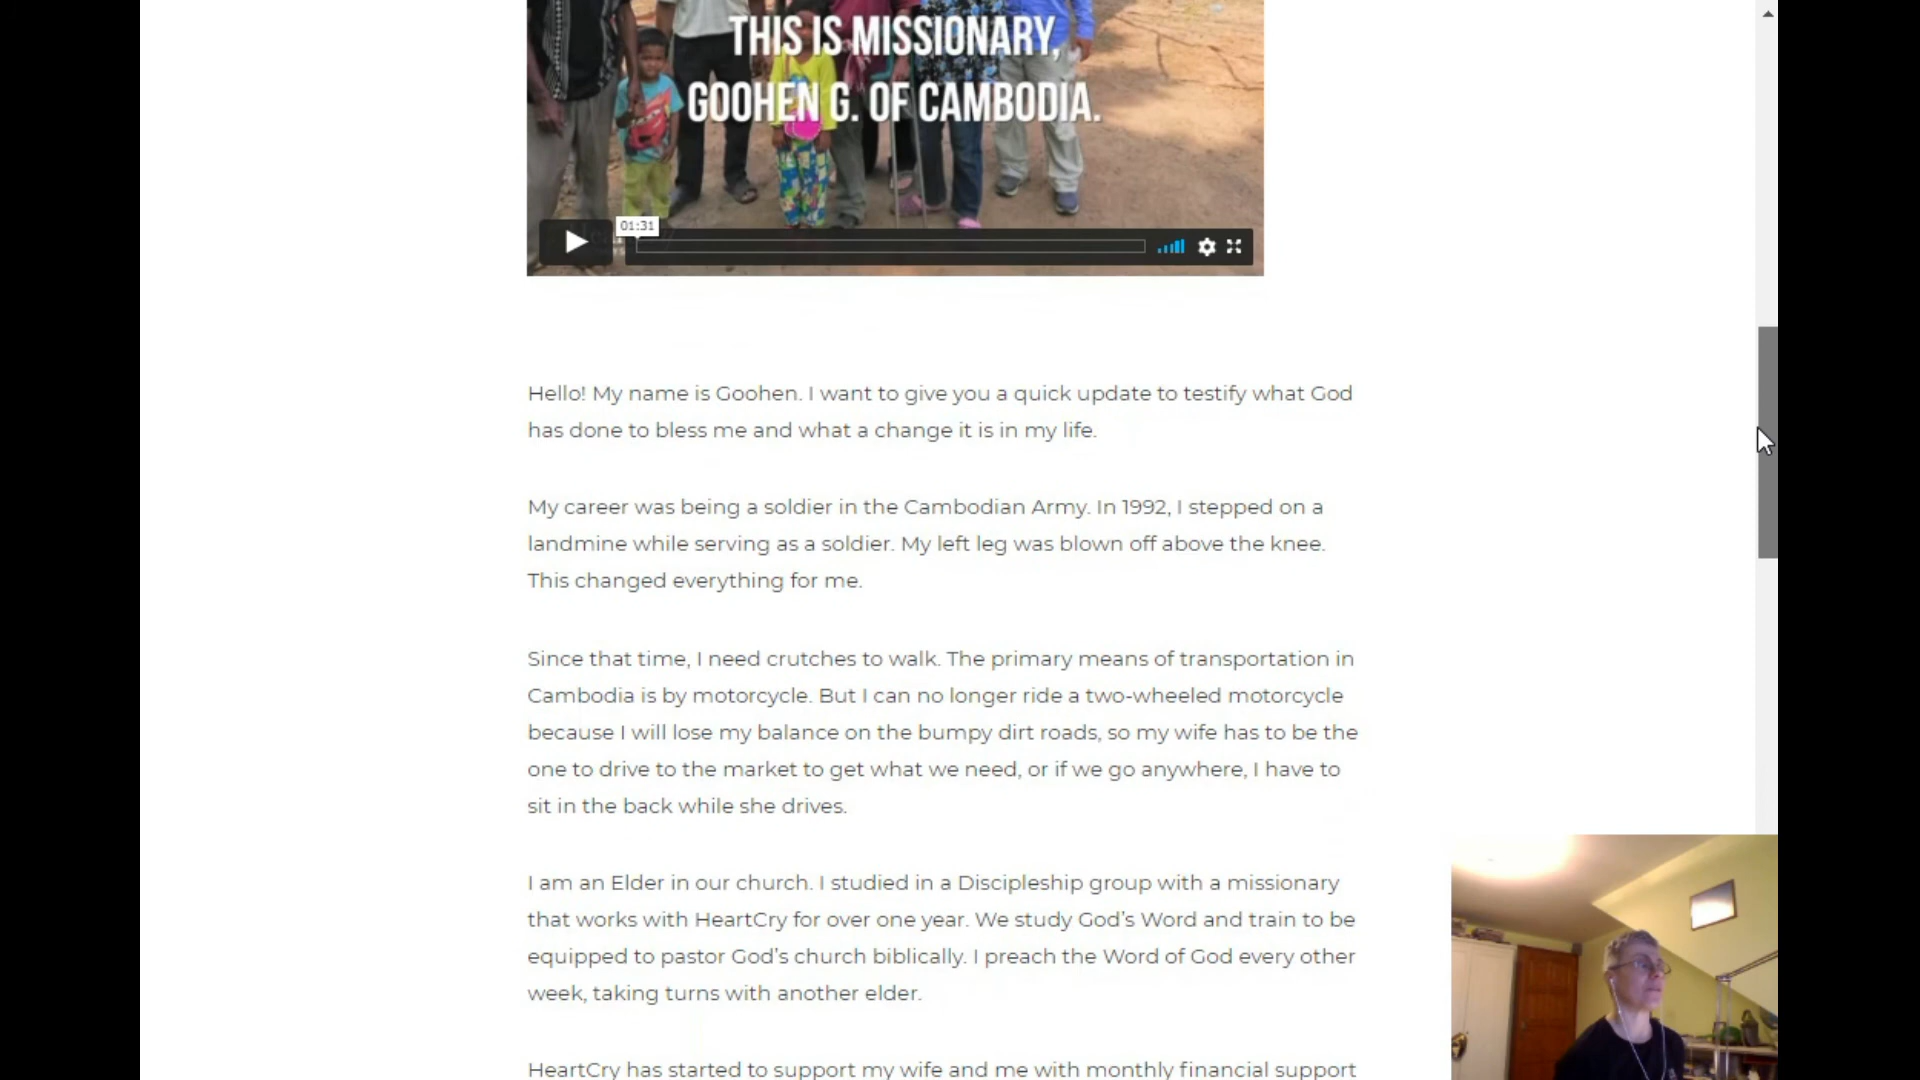 THIS IS MISSIONARY,
GOOHEN G. OF CAMBODIA.
01:31
Hello! My name is Goohen. I want to give you a quick update to testify what God
has done to bless me and what a change it is in my life.
My career was being a soldier in the Cambodian Army. In 1992, I stepped on a
landmine while serving as a soldier. My left leg was blown off above the knee.
This changed everything for me.
Since that time, I need crutches to walk. The primary means of transportation in
Cambodia is by motorcycle. But I can no longer ride a two-wheeled motorcycle
because I will lose my balance on the bumpy dirt roads, so my wife has to be the
one to drive to the market to get what we need, or if we go anywhere, I have to
sit in the back while she drives.
I am an Elder in our church. I studied in a Discipleship group with a missionary
that works with HeartCry for over one year. We study God’s Word and train to be
equipped to pastor God’s church biblically. I preach the Word of God every other
week, taking turns with another elder.
HeartCry has started to support my wife and me with monthly financial support